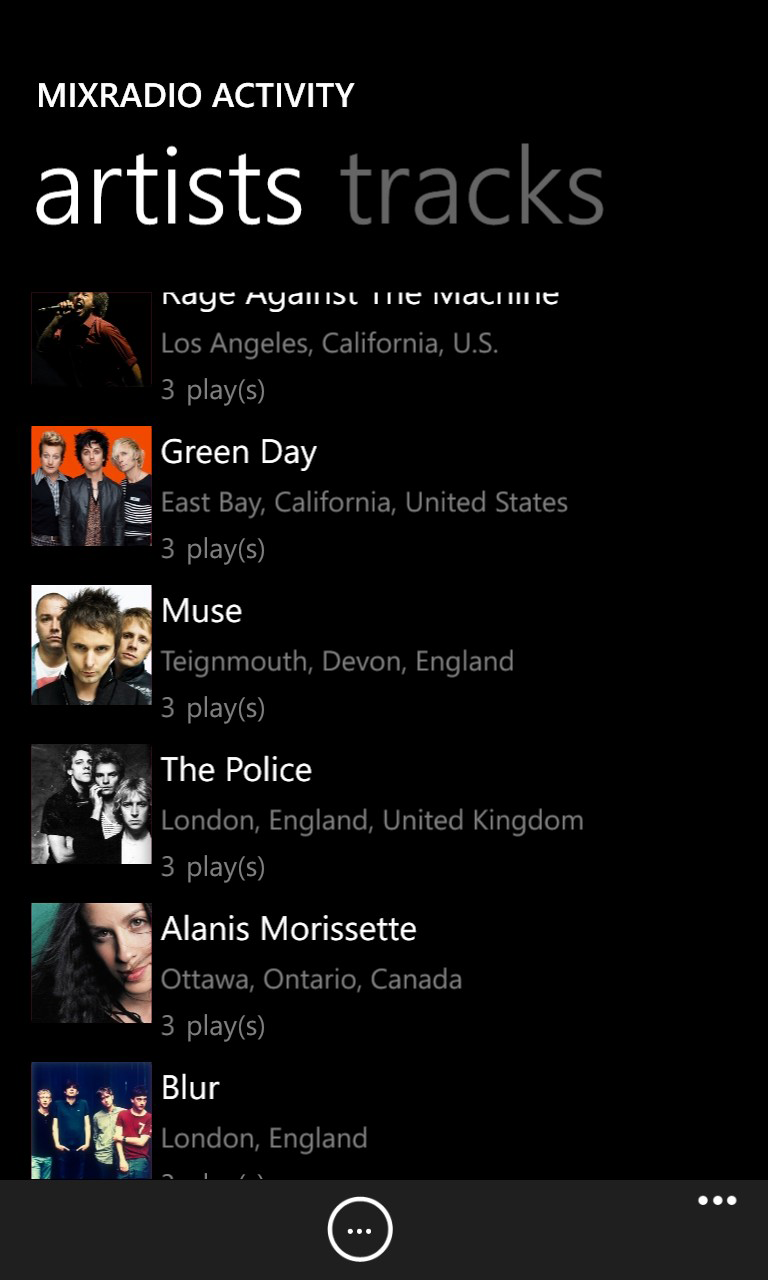 MIXRADIO ACTIVITY
artists tracks
Rage Against The Machine
Los Angeles, California, U.S.
3 play(s)
Green Day
East Bay, California, United States
3 play(s)
Muse
Teignmouth, Devon, England
3 play(s)
The Police
London, England, United Kingdom
3 play(s)
Alanis Morissette
Ottawa, Ontario, Canada
3 play(s)
Blur
London, England